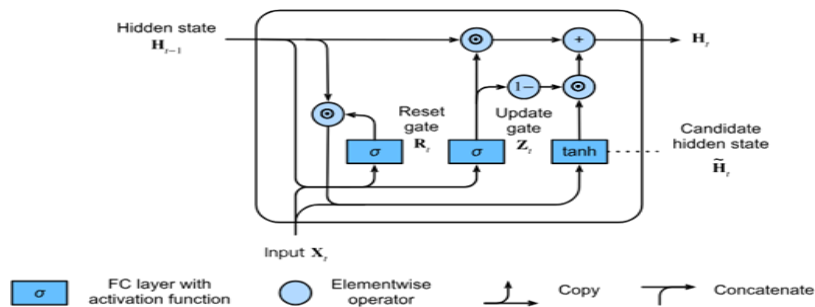 Hidden state
H_{t-1}
⊙
+
H_t
⊙
1-
⊙
Reset
gate
R_t
Update
gate
Z_t
σ
σ
tanh
Candidate
hidden state
H̃_t
Input X_t
σ
FC layer with
activation function
Elementwise
operator
Copy
Concatenate